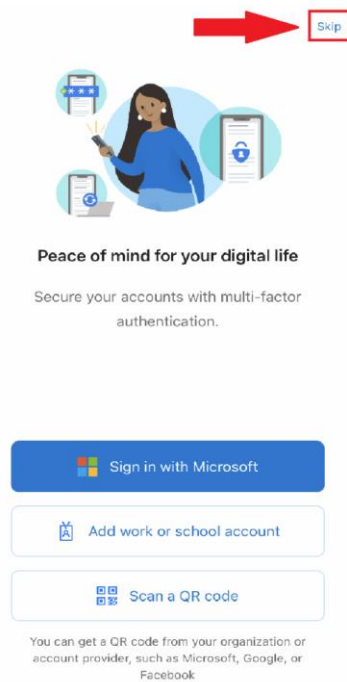 Skip
Peace of mind for your digital life
Secure your accounts with multi-factor
authentication.
Sign in with Microsoft
Add work or school account
Scan a QR code
You can get a QR code from your organization or
account provider, such as Microsoft, Google, or
Facebook